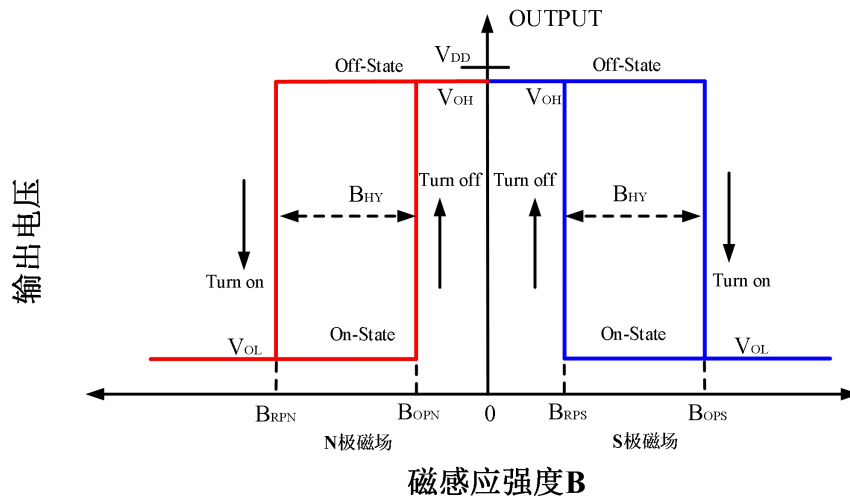 OUTPUT
VDD
Off-State
Off-State
VOH
VOH
Turn off
Turn off
BHY
BHY
Turn on
Turn on
输出电压
On-State
On-State
VOL
VOL
BRPN
BOPN
0
BRPS
BOPS
N极磁场
S极磁场
磁感应强度B